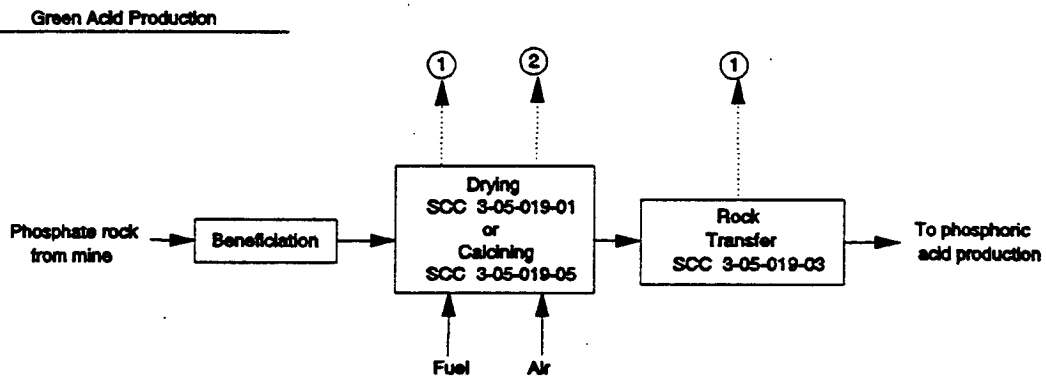 Green Acid Production
1
2
1
Drying
SCC 3-05-019-01
or
Calcining
SCC 3-05-019-05
Rock
Transfer
SCC 3-05-019-03
Phosphate rock
from mine
Beneficiation
To phosphoric
acid production
Fuel
Air